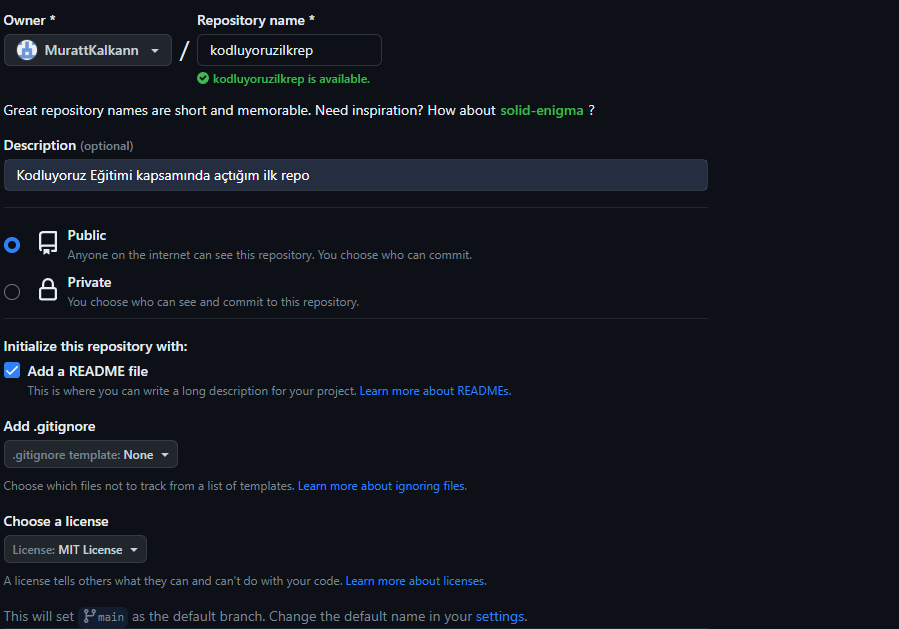 Owner * Repository name *
MurattKalkann / kodluyoruzilkrep
kodluyoruzilkrep is available.
Great repository names are short and memorable. Need inspiration? How about solid-enigma ?
Description (optional)
Kodluyoruz Eğitimi kapsamında açtığım ilk repo
Public
Anyone on the internet can see this repository. You choose who can commit.
Private
You choose who can see and commit to this repository.
Initialize this repository with:
Add a README file
This is where you can write a long description for your project. Learn more about READMEs.
Add .gitignore
.gitignore template: None
Choose which files not to track from a list of templates. Learn more about ignoring files.
Choose a license
License: MIT License
A license tells others what they can and can't do with your code. Learn more about licenses.
This will set main as the default branch. Change the default name in your settings.